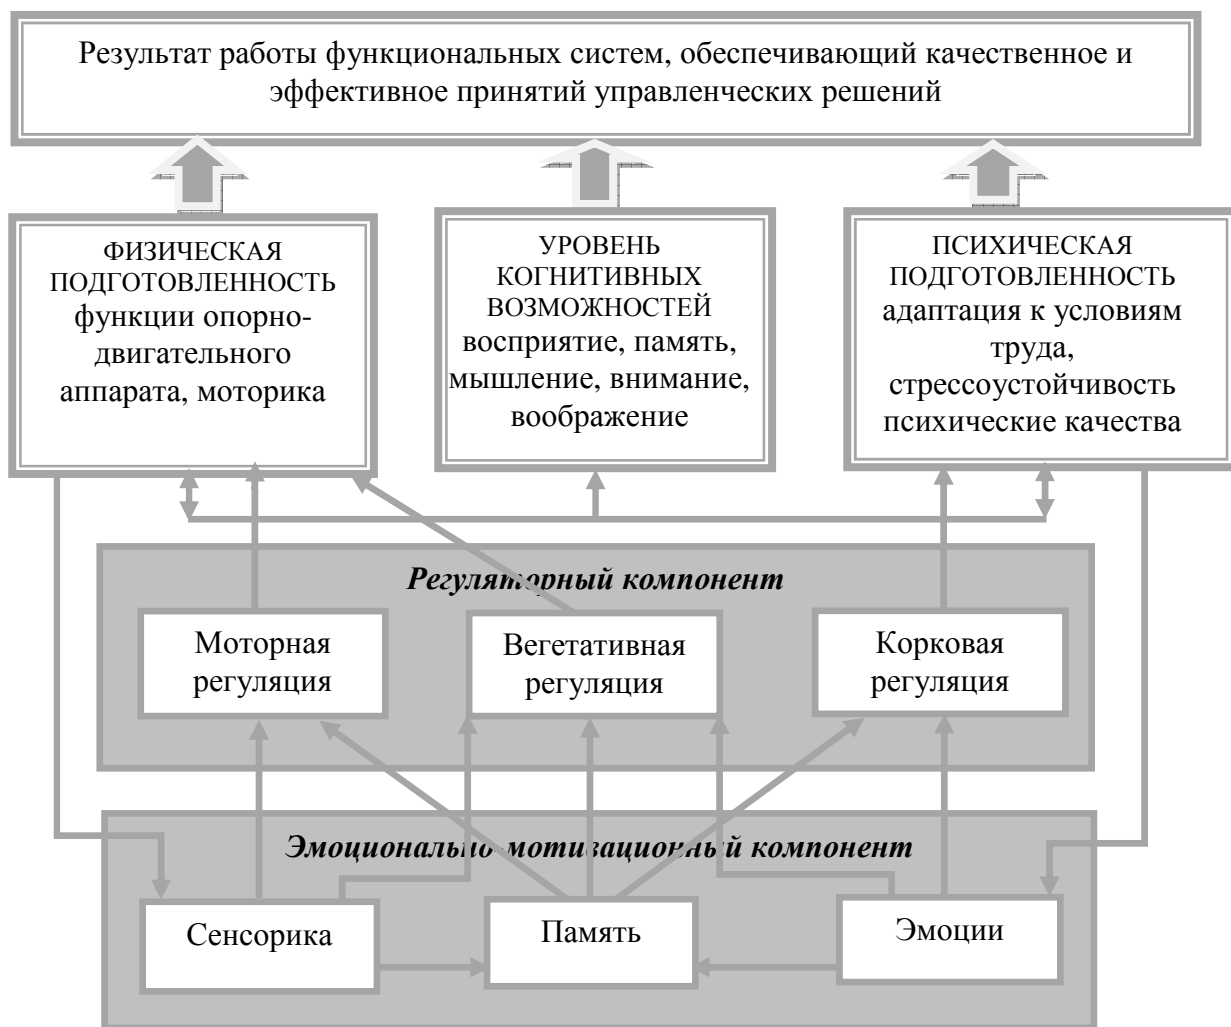 Результат работы функциональных систем, обеспечивающий качественное и
эффективное принятий управленческих решений
ФИЗИЧЕСКАЯ
ПОДГОТОВЛЕННОСТЬ
функции опорно-
двигательного
аппарата, моторика
УРОВЕНЬ
КОГНИТИВНЫХ
ВОЗМОЖНОСТЕЙ
восприятие, память,
мышление, внимание,
воображение
ПСИХИЧЕСКАЯ
ПОДГОТОВЛЕННОСТЬ
адаптация к условиям
труда,
стрессоустойчивость
психические качества
Регуляторный компонент
Моторная
регуляция
Вегетативная
регуляция
Корковая
регуляция
Эмоционально-мотивационный компонент
Сенсорика
Память
Эмоции